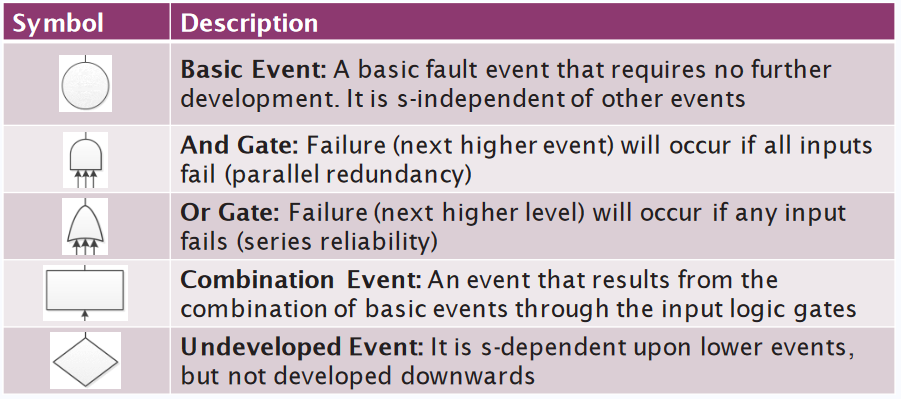 Symbol Description
Basic Event: A basic fault event that requires no further
development. It is s-independent of other events
And Gate: Failure (next higher event) will occur if all inputs
fail (parallel redundancy)
Or Gate: Failure (next higher level) will occur if any input
fails (series reliability)
Combination Event: An event that results from the
combination of basic events through the input logic gates
Undeveloped Event: It is s-dependent upon lower events,
but not developed downwards